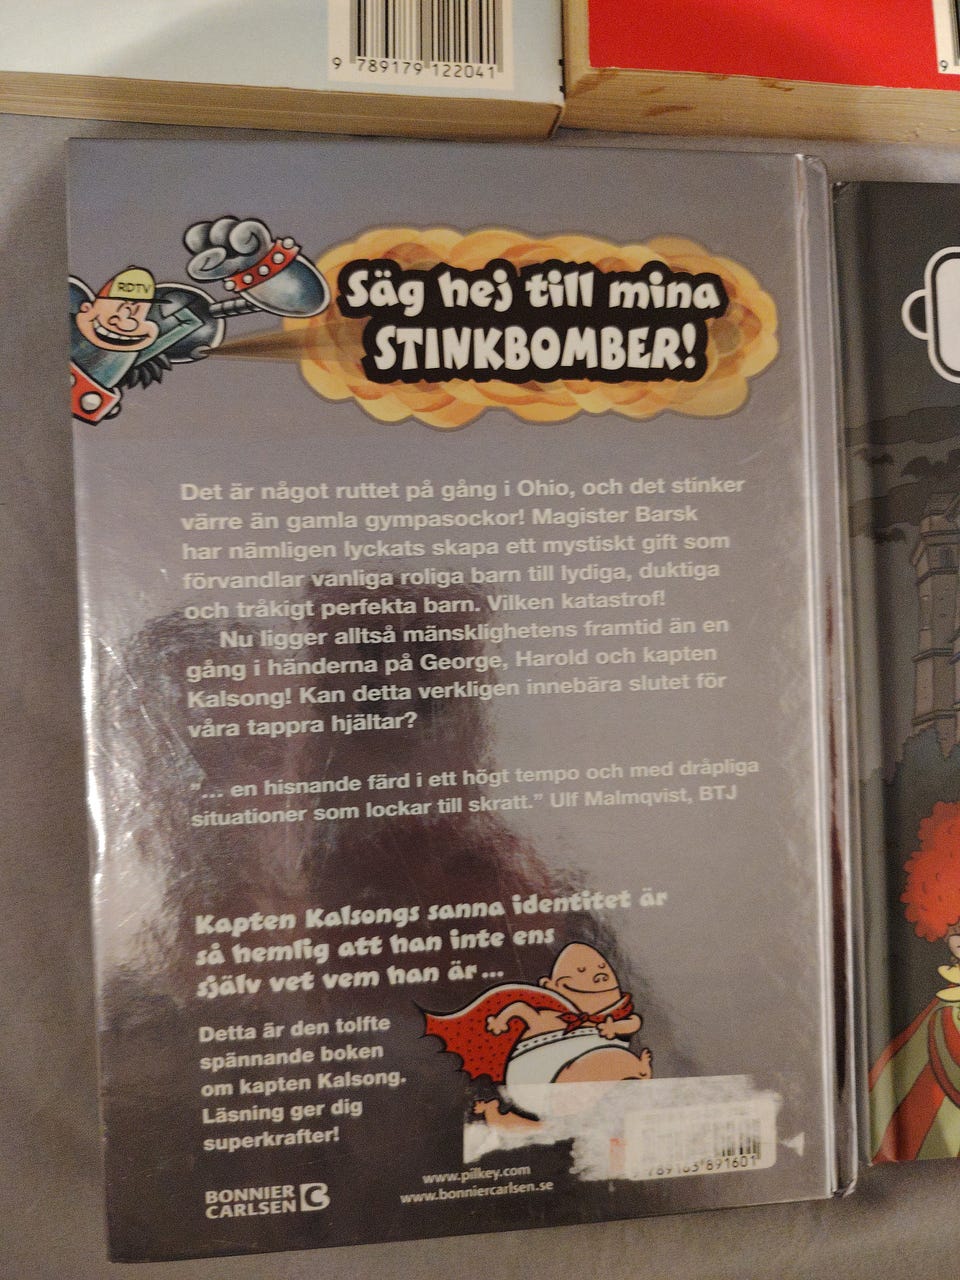 9 789179 122041
9
RDTV
Säg hej till mina
STINKBOMBER!
Det är något ruttet på gång i Ohio, och det stinker
värre än gamla gympasockor! Magister Barsk
har nämligen lyckats skapa ett mystiskt gift som
förvandlar vanliga roliga barn till lydiga, duktiga
och tråkigt perfekta barn. Vilken katastrof!
Nu ligger alltså mänsklighetens framtid än en
gång i händerna på George, Harold och kapten
Kalsong! Kan detta verkligen innebära slutet för
våra tappra hjältar?
"... en hisnande färd i ett högt tempo och med dråpliga
situationer som lockar till skratt." Ulf Malmqvist, BTJ
Kapten Kalsongs sanna identitet är
så hemlig att han inte ens
själv vet vem han är...
Detta är den tolfte
spännande boken
om kapten Kalsong.
Läsning ger dig
superkrafter!
www.pilkey.com
www.bonniercarlsen.se
BONNIER
CARLSEN